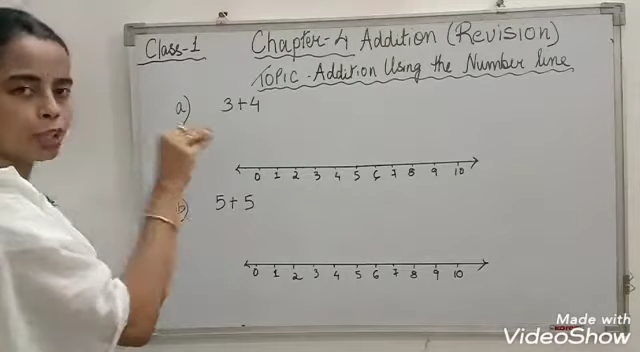 Class-1
Chapter-4 Addition (Revision)
TOPIC - Addition Using the Number line
a) 3+4
0 1 2 3 4 5 6 7 8 9 10
b) 5+5
0 1 2 3 4 5 6 7 8 9 10
Made with
VideoShow